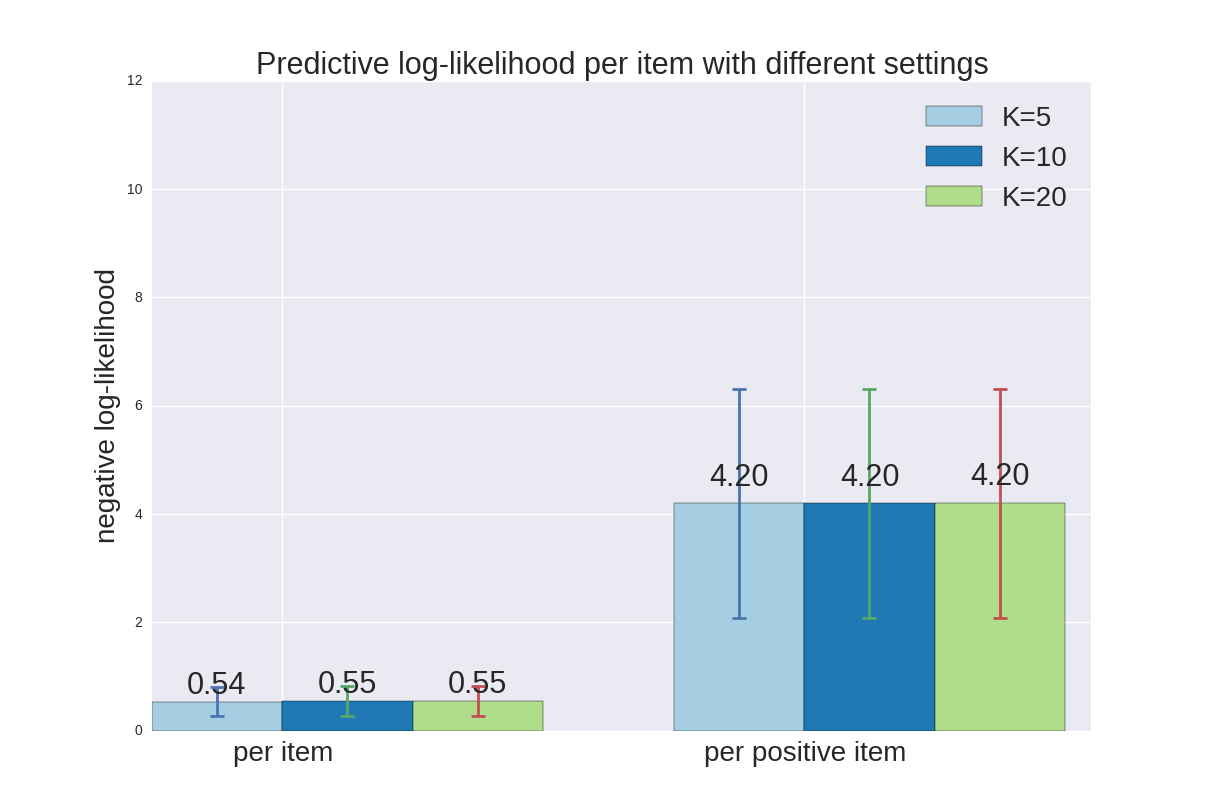 Predictive log-likelihood per item with different settings
12
10
8
6
4
2
0
negative log-likelihood
K=5
K=10
K=20
0.54
0.55
0.55
4.20
4.20
4.20
per item
per positive item